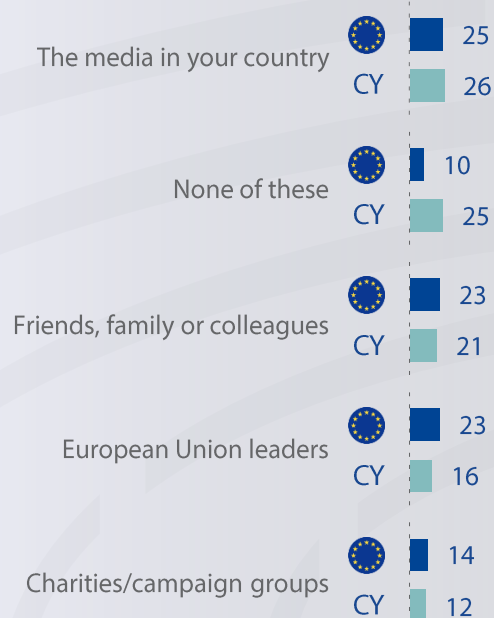 The media in your country
25
CY 26
None of these
10
CY 25
Friends, family or colleagues
23
CY 21
European Union leaders
23
CY 16
Charities/campaign groups
14
CY 12